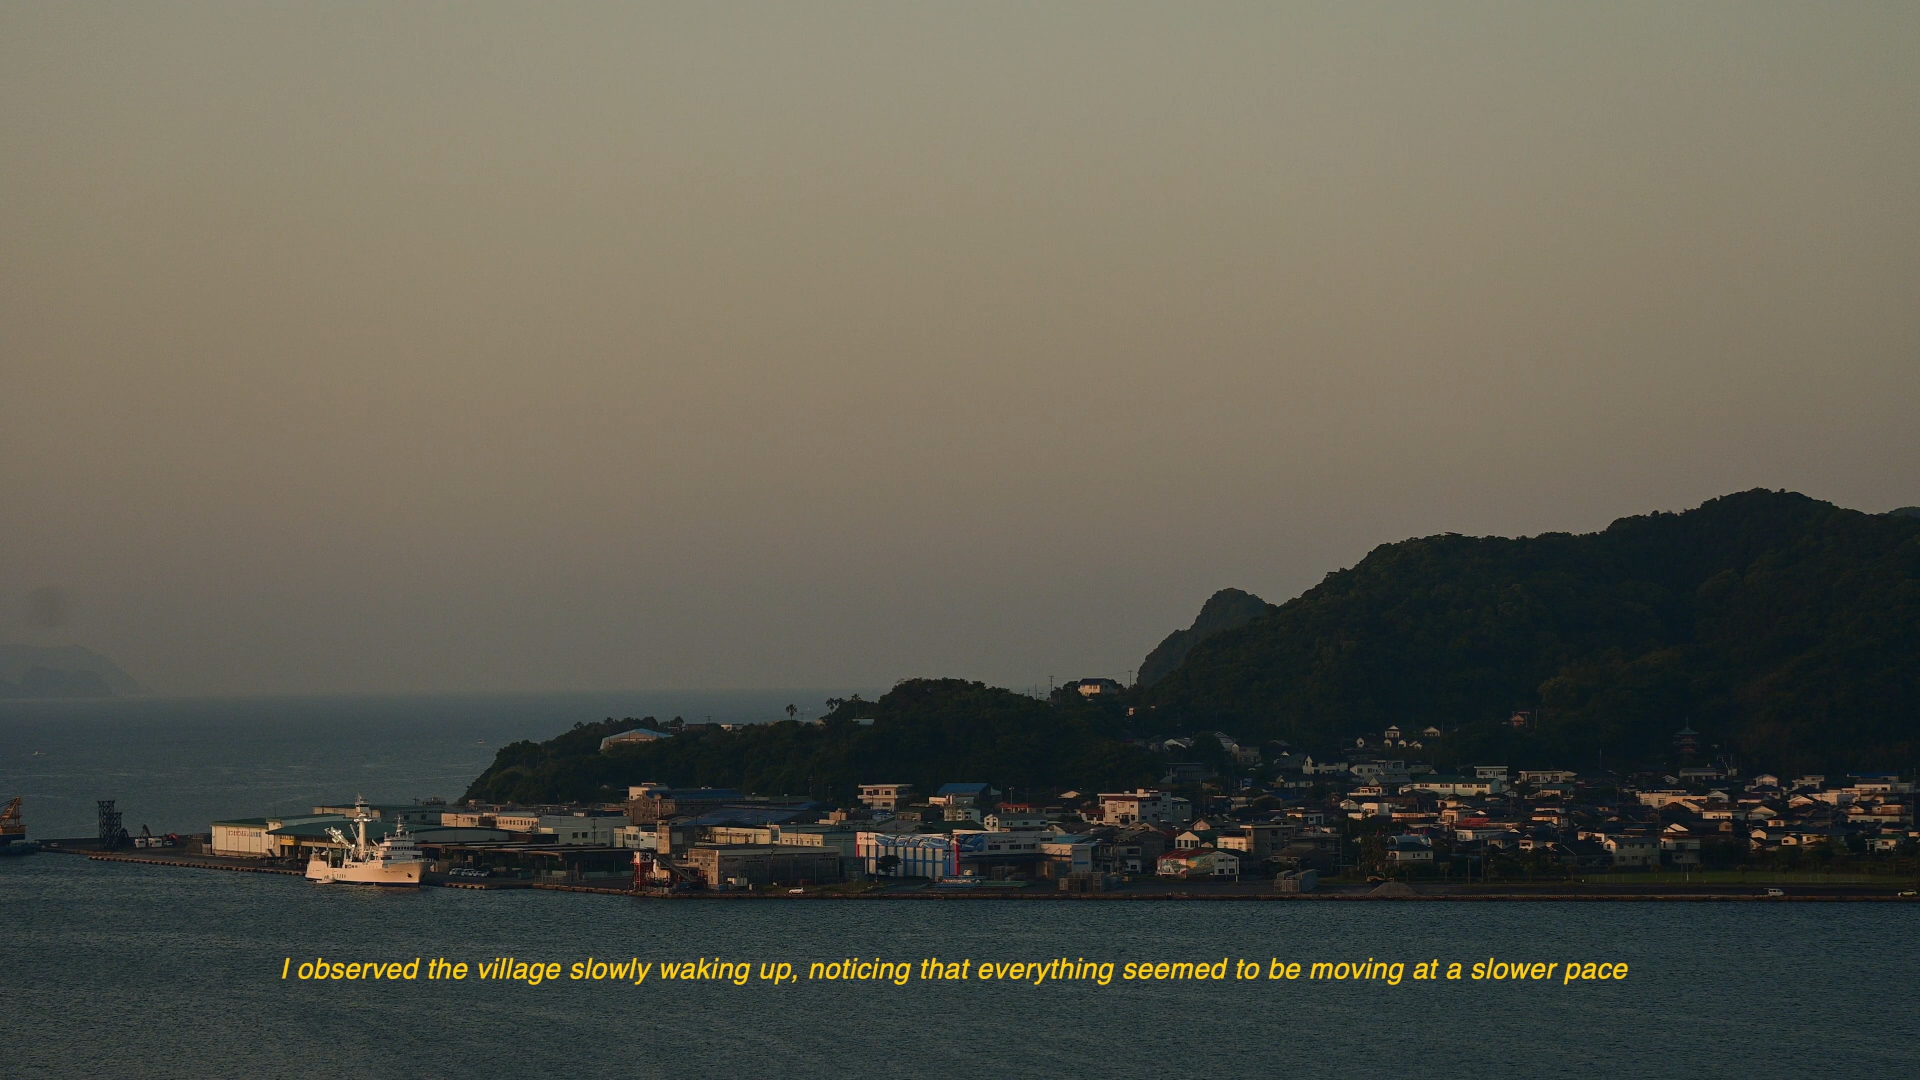 I observed the village slowly waking up, noticing that everything seemed to be moving at a slower pace